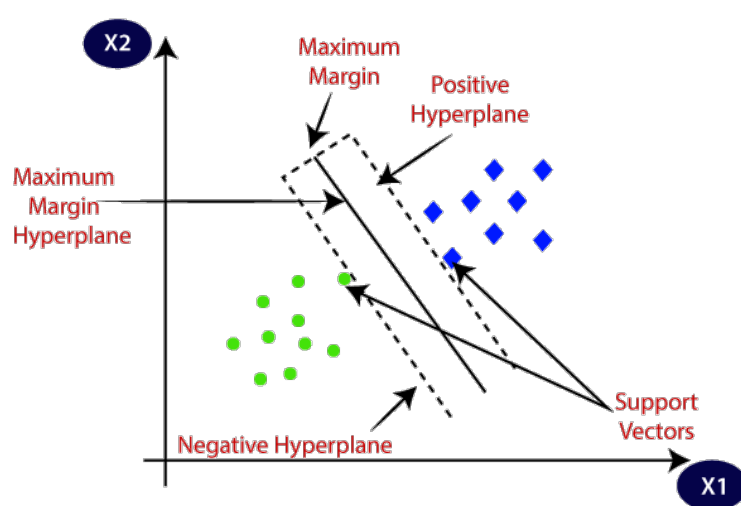 X2
Maximum
Margin
Positive
Hyperplane
Maximum
Margin
Hyperplane
Support
Vectors
Negative Hyperplane
X1